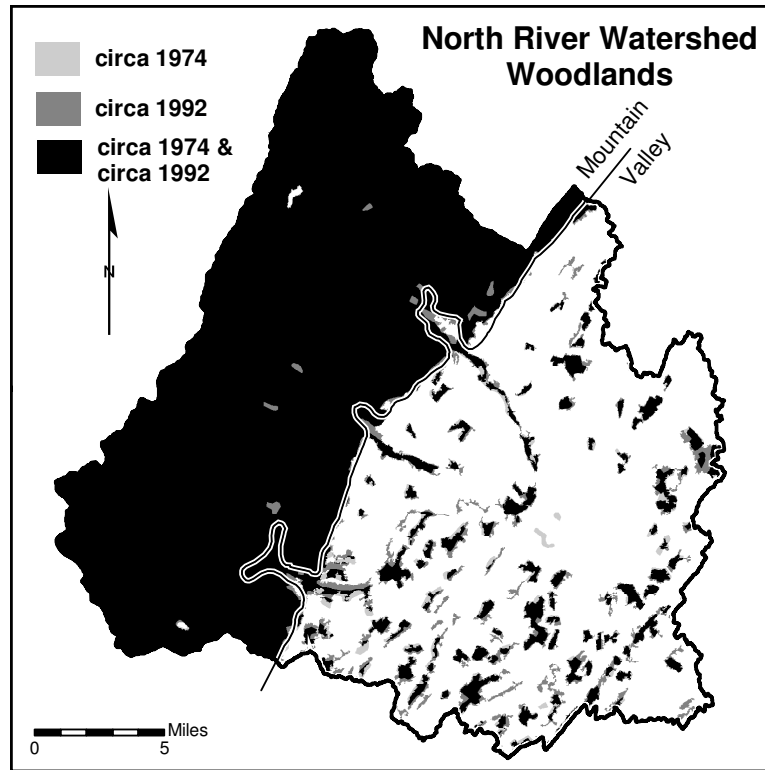 North River Watershed
Woodlands
circa 1974
circa 1992
circa 1974 &
circa 1992
Mountain
Valley
N
Miles
0 5